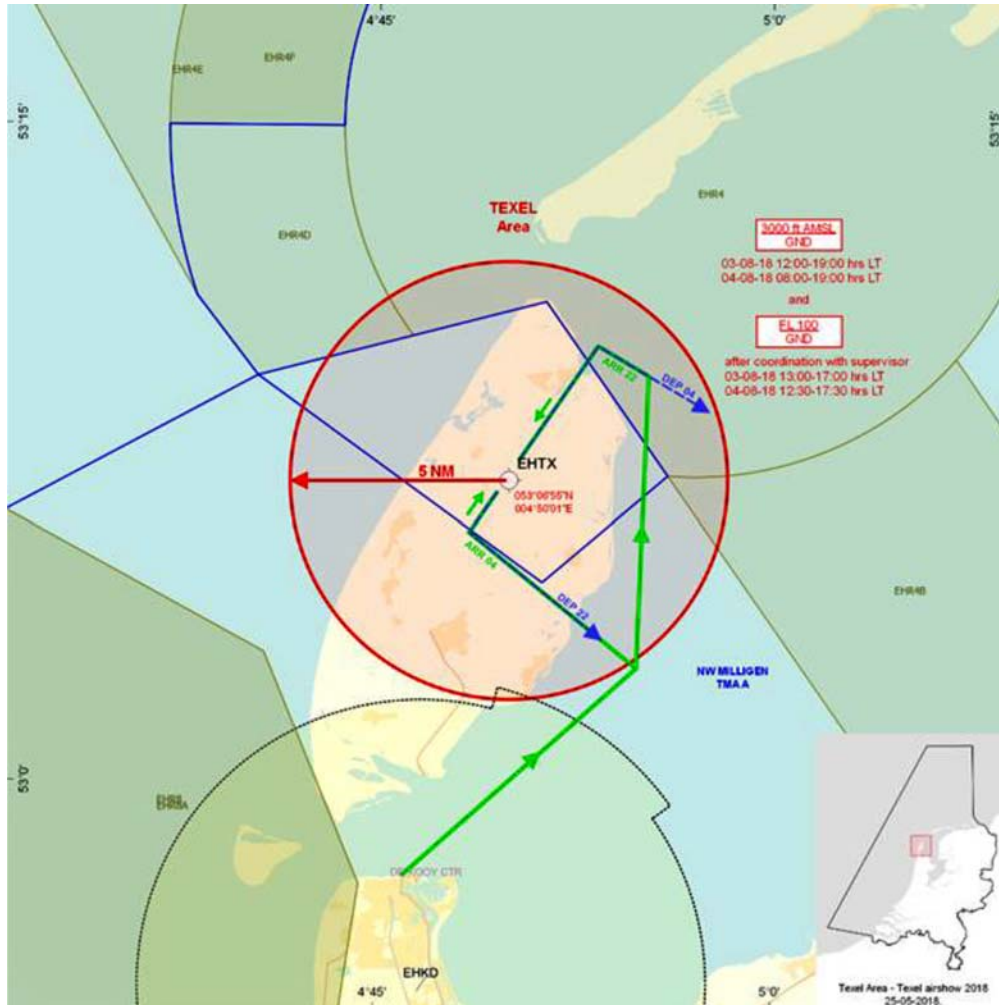 4°45'
5°0'
EHR4F
EHR4E
53°15'
53°15'
EHR4
TEXEL
Area
EHR4D
3000 ft AMSL
GND
03-08-18 12:00-19:00 hrs LT
04-08-18 08:00-19:00 hrs LT
and
FL 100
GND
after coordination with supervisor
03-08-18 13:00-17:00 hrs LT
04-08-18 12:30-17:30 hrs LT
ARR 22
DEP 04
EHTX
5 NM
053°06'55"N
004°50'01"E
ARR 04
DEP 22
EHR4B
NW MILLIGEN
TMA A
53°0'
DE KOOY CTR
EHKD
4°45'
5°0'
Texel Area - Texel airshow 2018
25-05-2018